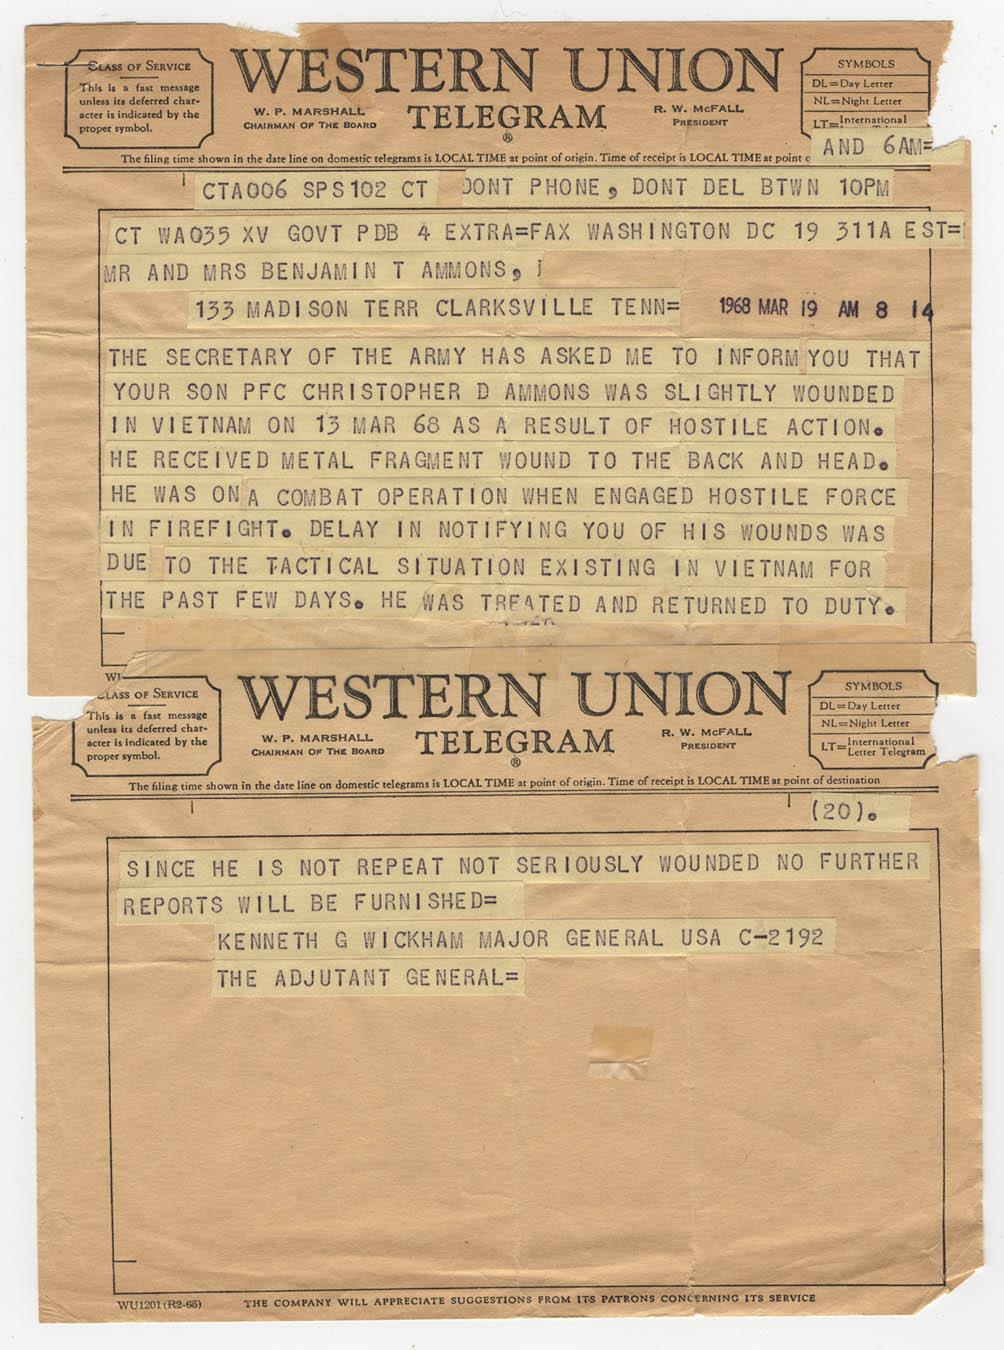 CLASS OF SERVICE
This is a fast message
unless its deferred char-
acter is indicated by the
proper symbol.
WESTERN UNION
TELEGRAM
®
W. P. MARSHALL
CHAIRMAN OF THE BOARD
R. W. McFALL
PRESIDENT
SYMBOLS
DL=Day Letter
NL=Night Letter
LT=International
The filing time shown in the date line on domestic telegrams is LOCAL TIME at point of origin. Time of receipt is LOCAL TIME at point
AND 6AM=
CTA006 SPS102 CT DONT PHONE, DONT DEL BTWN 10PM
CT WA035 XV GOVT PDB 4 EXTRA=FAX WASHINGTON DC 19 311A EST=
MR AND MRS BENJAMIN T AMMONS,
133 MADISON TERR CLARKSVILLE TENN=
1968 MAR 19 AM 8 14
THE SECRETARY OF THE ARMY HAS ASKED ME TO INFORM YOU THAT
YOUR SON PFC CHRISTOPHER D AMMONS WAS SLIGHTLY WOUNDED
IN VIETNAM ON 13 MAR 68 AS A RESULT OF HOSTILE ACTION.
HE RECEIVED METAL FRAGMENT WOUND TO THE BACK AND HEAD.
HE WAS ON A COMBAT OPERATION WHEN ENGAGED HOSTILE FORCE
IN FIREFIGHT. DELAY IN NOTIFYING YOU OF HIS WOUNDS WAS
DUE TO THE TACTICAL SITUATION EXISTING IN VIETNAM FOR
THE PAST FEW DAYS. HE WAS TREATED AND RETURNED TO DUTY.
CLASS OF SERVICE
This is a fast message
unless its deferred char-
acter is indicated by the
proper symbol.
WESTERN UNION
TELEGRAM
®
W. P. MARSHALL
CHAIRMAN OF THE BOARD
R. W. McFALL
PRESIDENT
SYMBOLS
DL=Day Letter
NL=Night Letter
LT=International
Letter Telegram
The filing time shown in the date line on domestic telegrams is LOCAL TIME at point of origin. Time of receipt is LOCAL TIME at point of destination
(20).
SINCE HE IS NOT REPEAT NOT SERIOUSLY WOUNDED NO FURTHER
REPORTS WILL BE FURNISHED=
KENNETH G WICKHAM MAJOR GENERAL USA C-2192
THE ADJUTANT GENERAL=
WU1201 (R2-65)
THE COMPANY WILL APPRECIATE SUGGESTIONS FROM ITS PATRONS CONCERNING ITS SERVICE